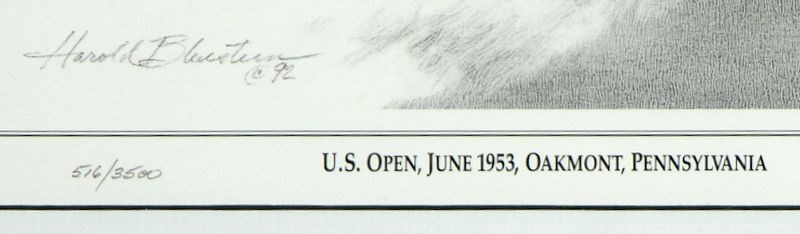 Harold Bluestein
© 92
516/3500
U.S. OPEN, JUNE 1953, OAKMONT, PENNSYLVANIA